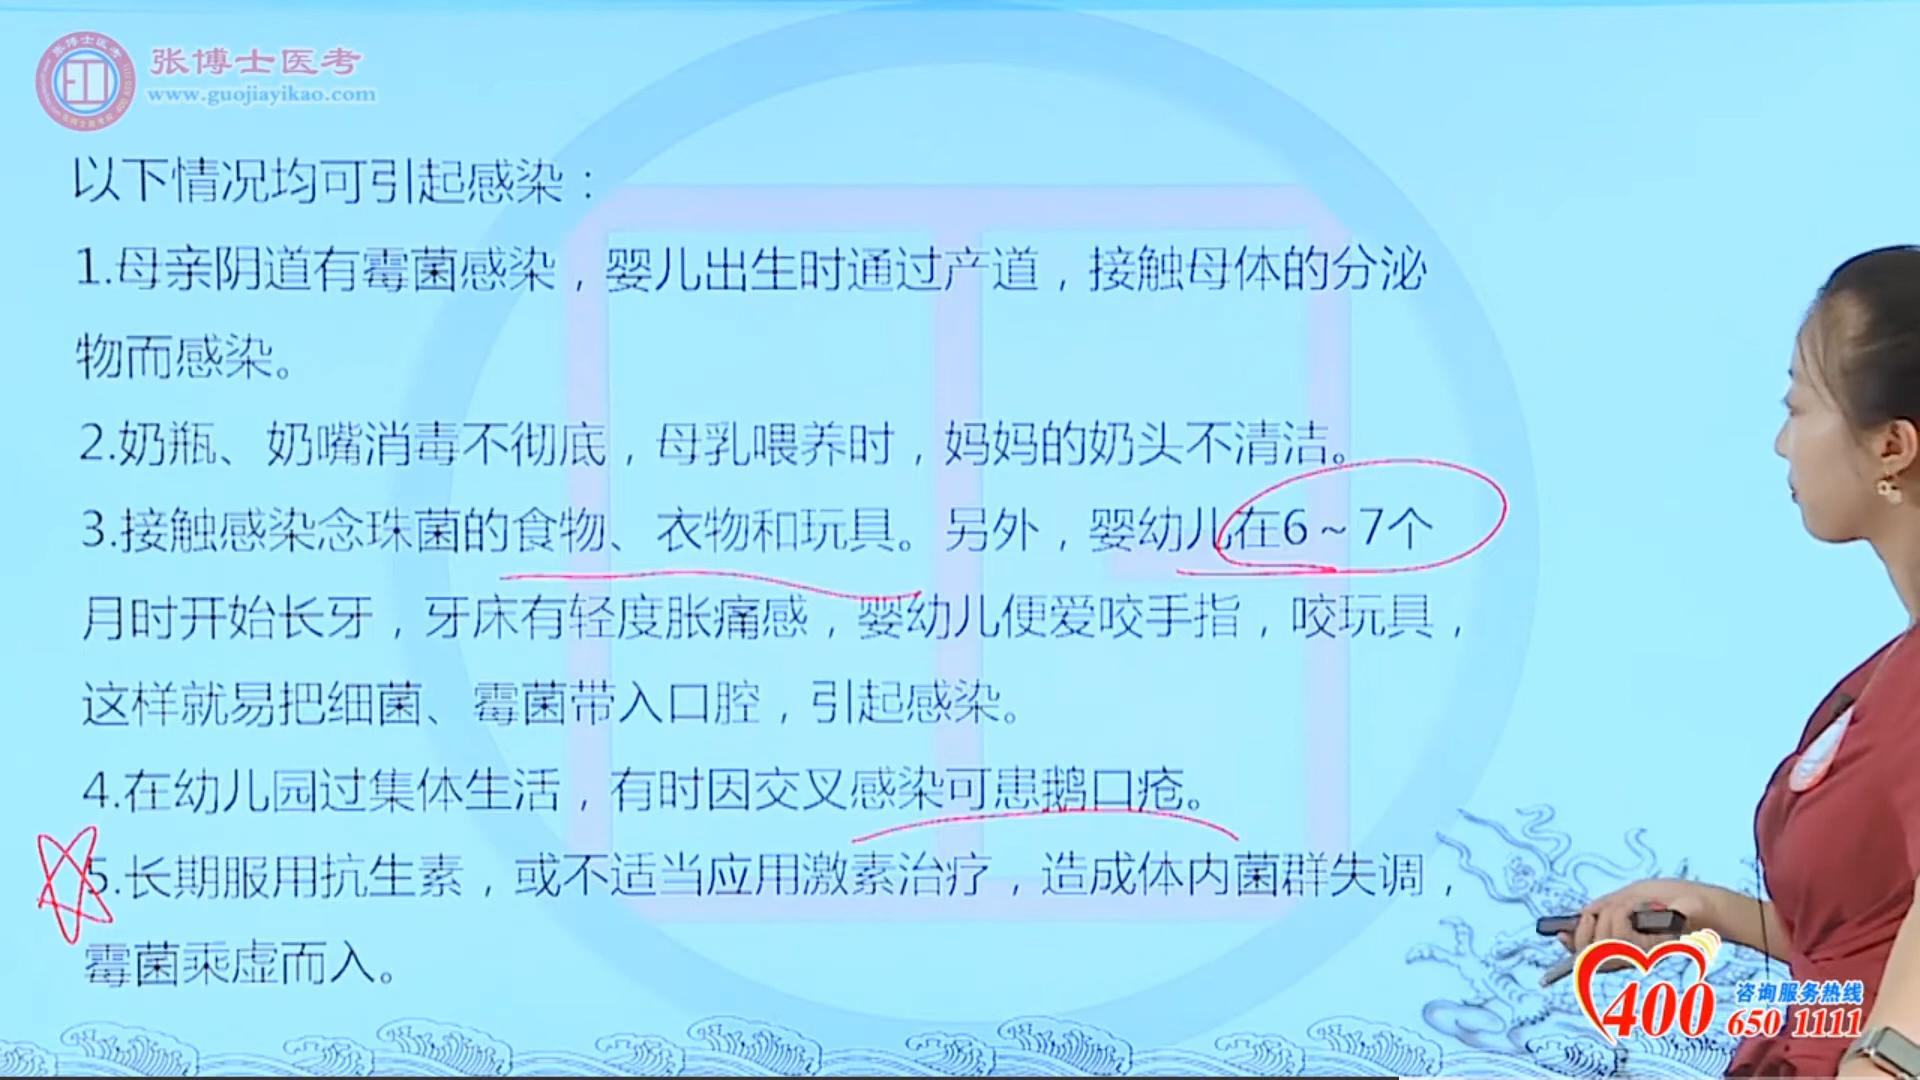 张博士医考
www.guojiayikao.com
以下情况均可引起感染：
1.母亲阴道有霉菌感染，婴儿出生时通过产道，接触母体的分泌
物而感染。
2.奶瓶、奶嘴消毒不彻底，母乳喂养时，妈妈的奶头不清洁。
3.接触感染念珠菌的食物、衣物和玩具。另外，婴幼儿在6～7个
月时开始长牙，牙床有轻度胀痛感，婴幼儿便爱咬手指，咬玩具，
这样就易把细菌、霉菌带入口腔，引起感染。
4.在幼儿园过集体生活，有时因交叉感染可患鹅口疮。
5.长期服用抗生素，或不适当应用激素治疗，造成体内菌群失调，
霉菌乘虚而入。
400 咨询服务热线
650 1111